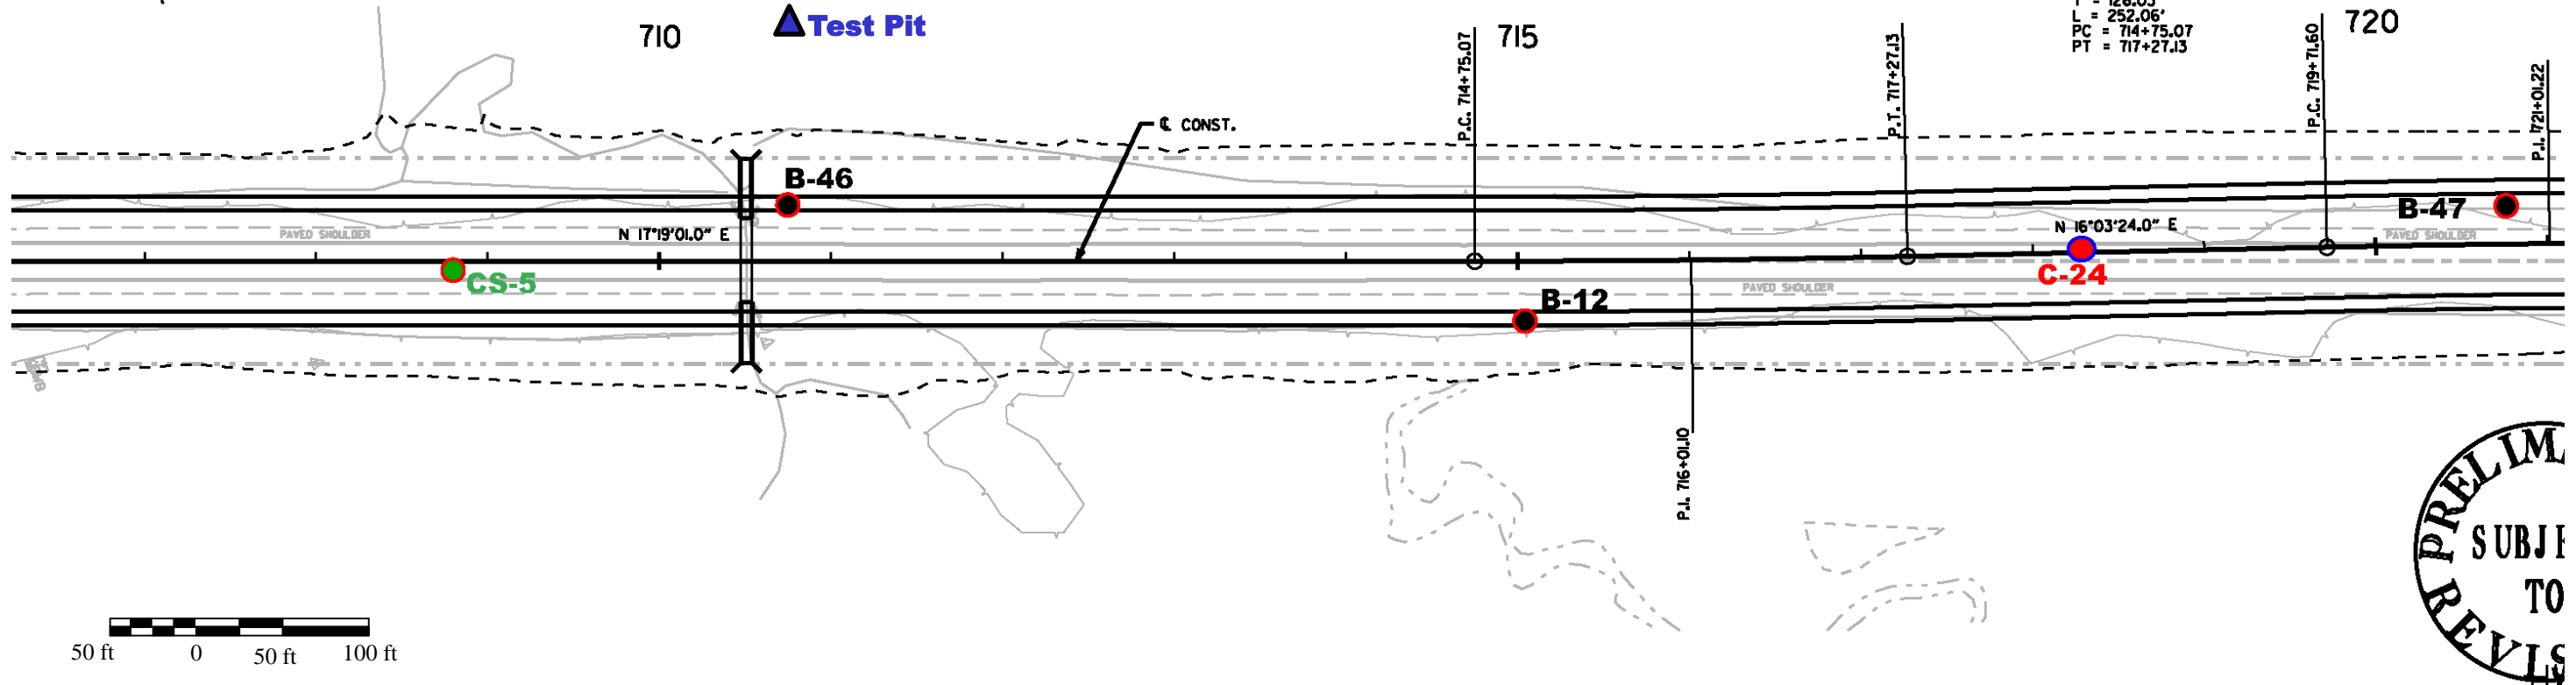 L = 252.06'
PC = 714+75.07
PT = 717+27.13
710
Test Pit
715
720
P.C. 714+75.07
P.T. 717+27.13
P.C. 719+71.60
P.I. 721+01.22
℄ CONST.
B-46
B-47
PAVED SHOULDER
N 17°19'01.0" E
N 16°03'24.0" E
PAVED SHOULDER
CS-5
C-24
PAVED SHOULDER
B-12
P.I. 716+01.10
PRELIM
SUBJE
TO
REVIS
50 ft 0 50 ft 100 ft